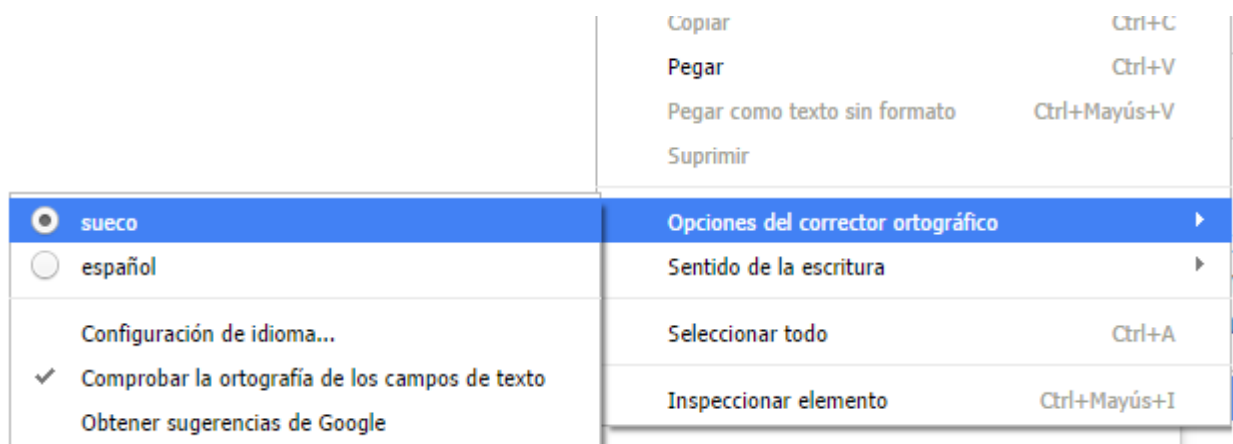 Copiar Ctrl+C
Pegar Ctrl+V
Pegar como texto sin formato Ctrl+Mayús+V
Suprimir
Opciones del corrector ortográfico
Sentido de la escritura
Seleccionar todo Ctrl+A
Inspeccionar elemento Ctrl+Mayús+I
sueco
español
Configuración de idioma...
Comprobar la ortografía de los campos de texto
Obtener sugerencias de Google